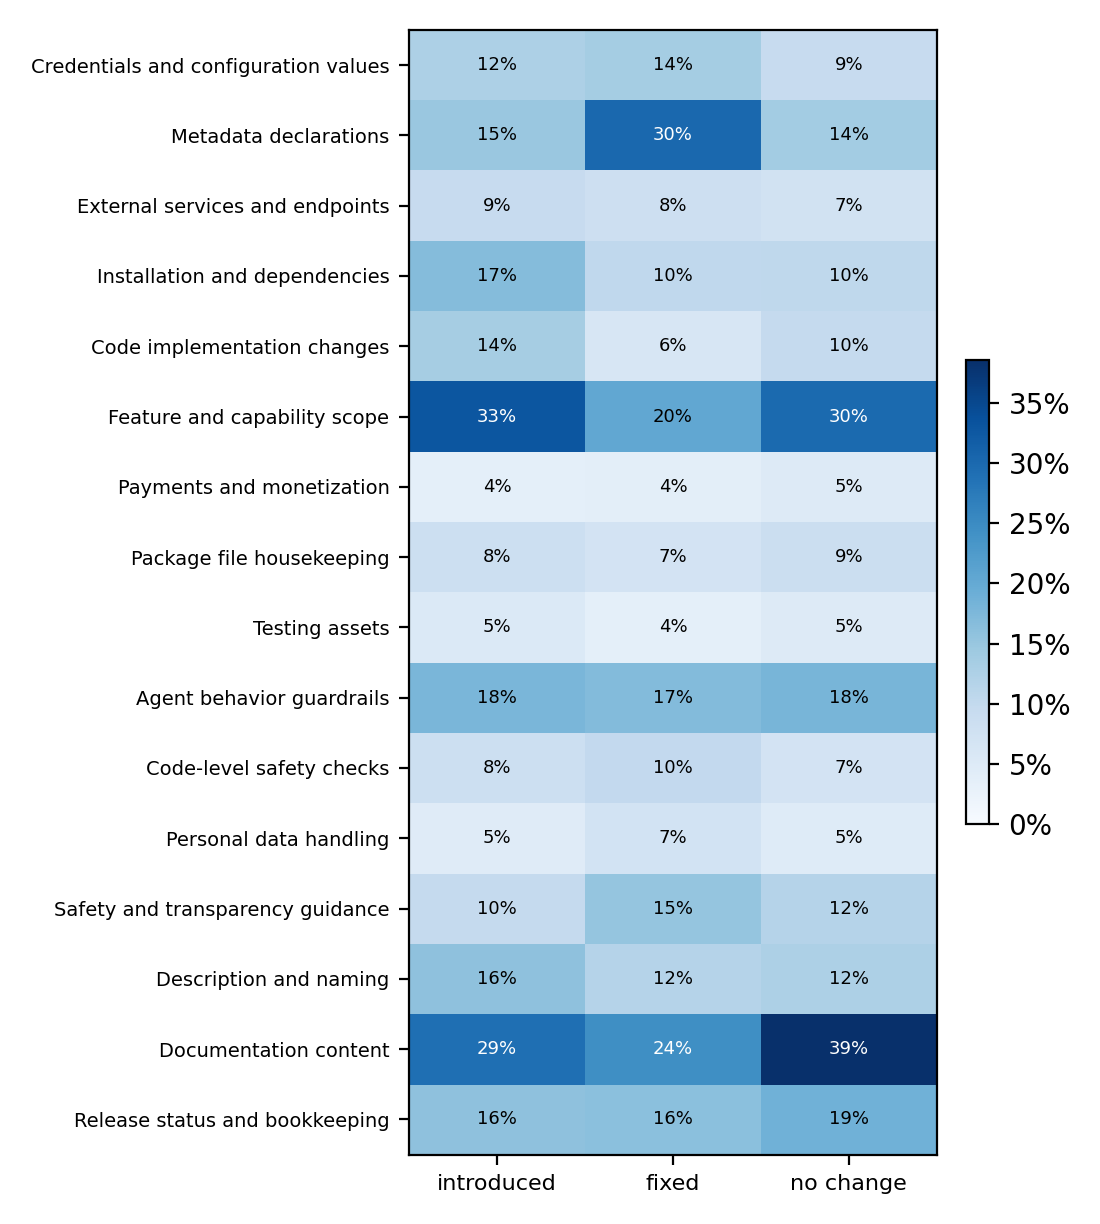 Credentials and configuration values 12% 14% 9%
Metadata declarations 15% 30% 14%
External services and endpoints 9% 8% 7%
Installation and dependencies 17% 10% 10%
Code implementation changes 14% 6% 10%
Feature and capability scope 33% 20% 30%
Payments and monetization 4% 4% 5%
Package file housekeeping 8% 7% 9%
Testing assets 5% 4% 5%
Agent behavior guardrails 18% 17% 18%
Code-level safety checks 8% 10% 7%
Personal data handling 5% 7% 5%
Safety and transparency guidance 10% 15% 12%
Description and naming 16% 12% 12%
Documentation content 29% 24% 39%
Release status and bookkeeping 16% 16% 19%
introduced fixed no change
35%
30%
25%
20%
15%
10%
5%
0%